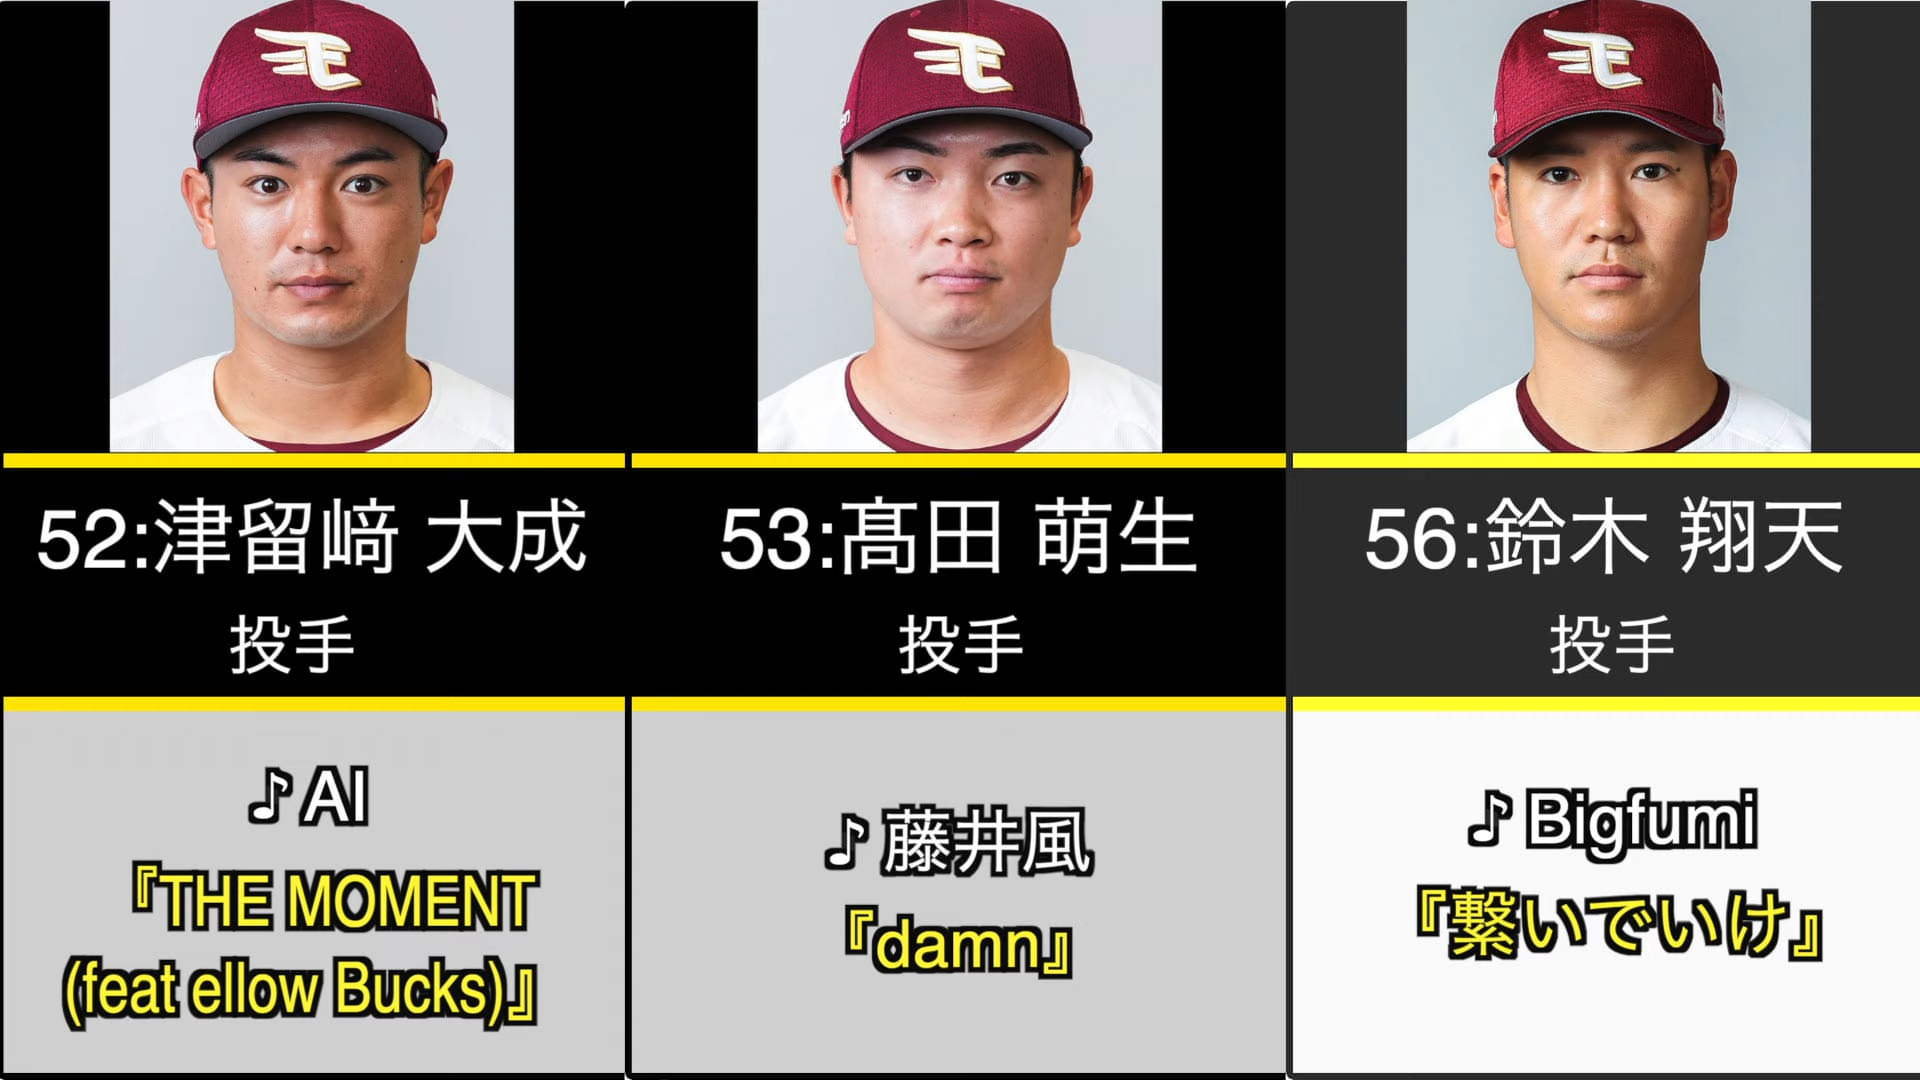 52:津留﨑 大成
投手
♪ AI
『THE MOMENT
(feat ellow Bucks)』
53:髙田 萌生
投手
♪ 藤井風
『damn』
56:鈴木 翔天
投手
♪ Bigfumi
『繋いでいけ』